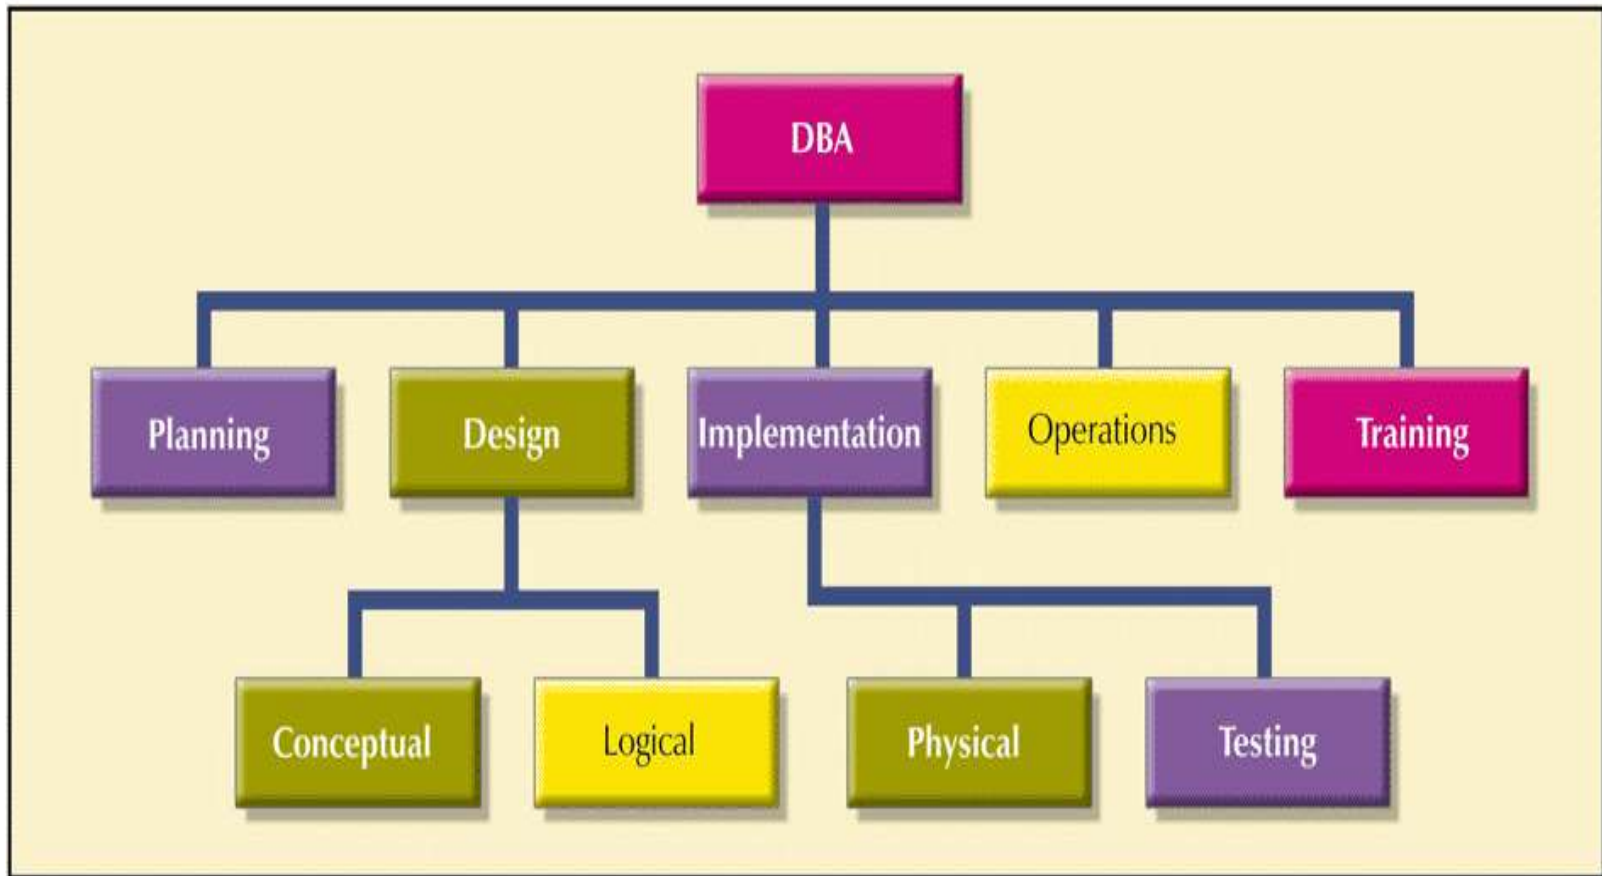 DBA
Planning
Design
Implementation
Operations
Training
Conceptual
Logical
Physical
Testing